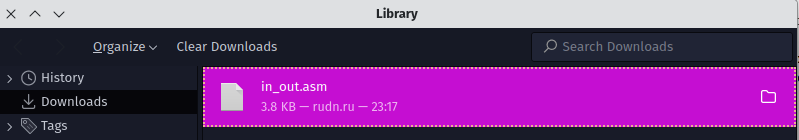 Library
Organize
Clear Downloads
Search Downloads
History
Downloads
Tags
in_out.asm
3.8 KB — rudn.ru — 23:17